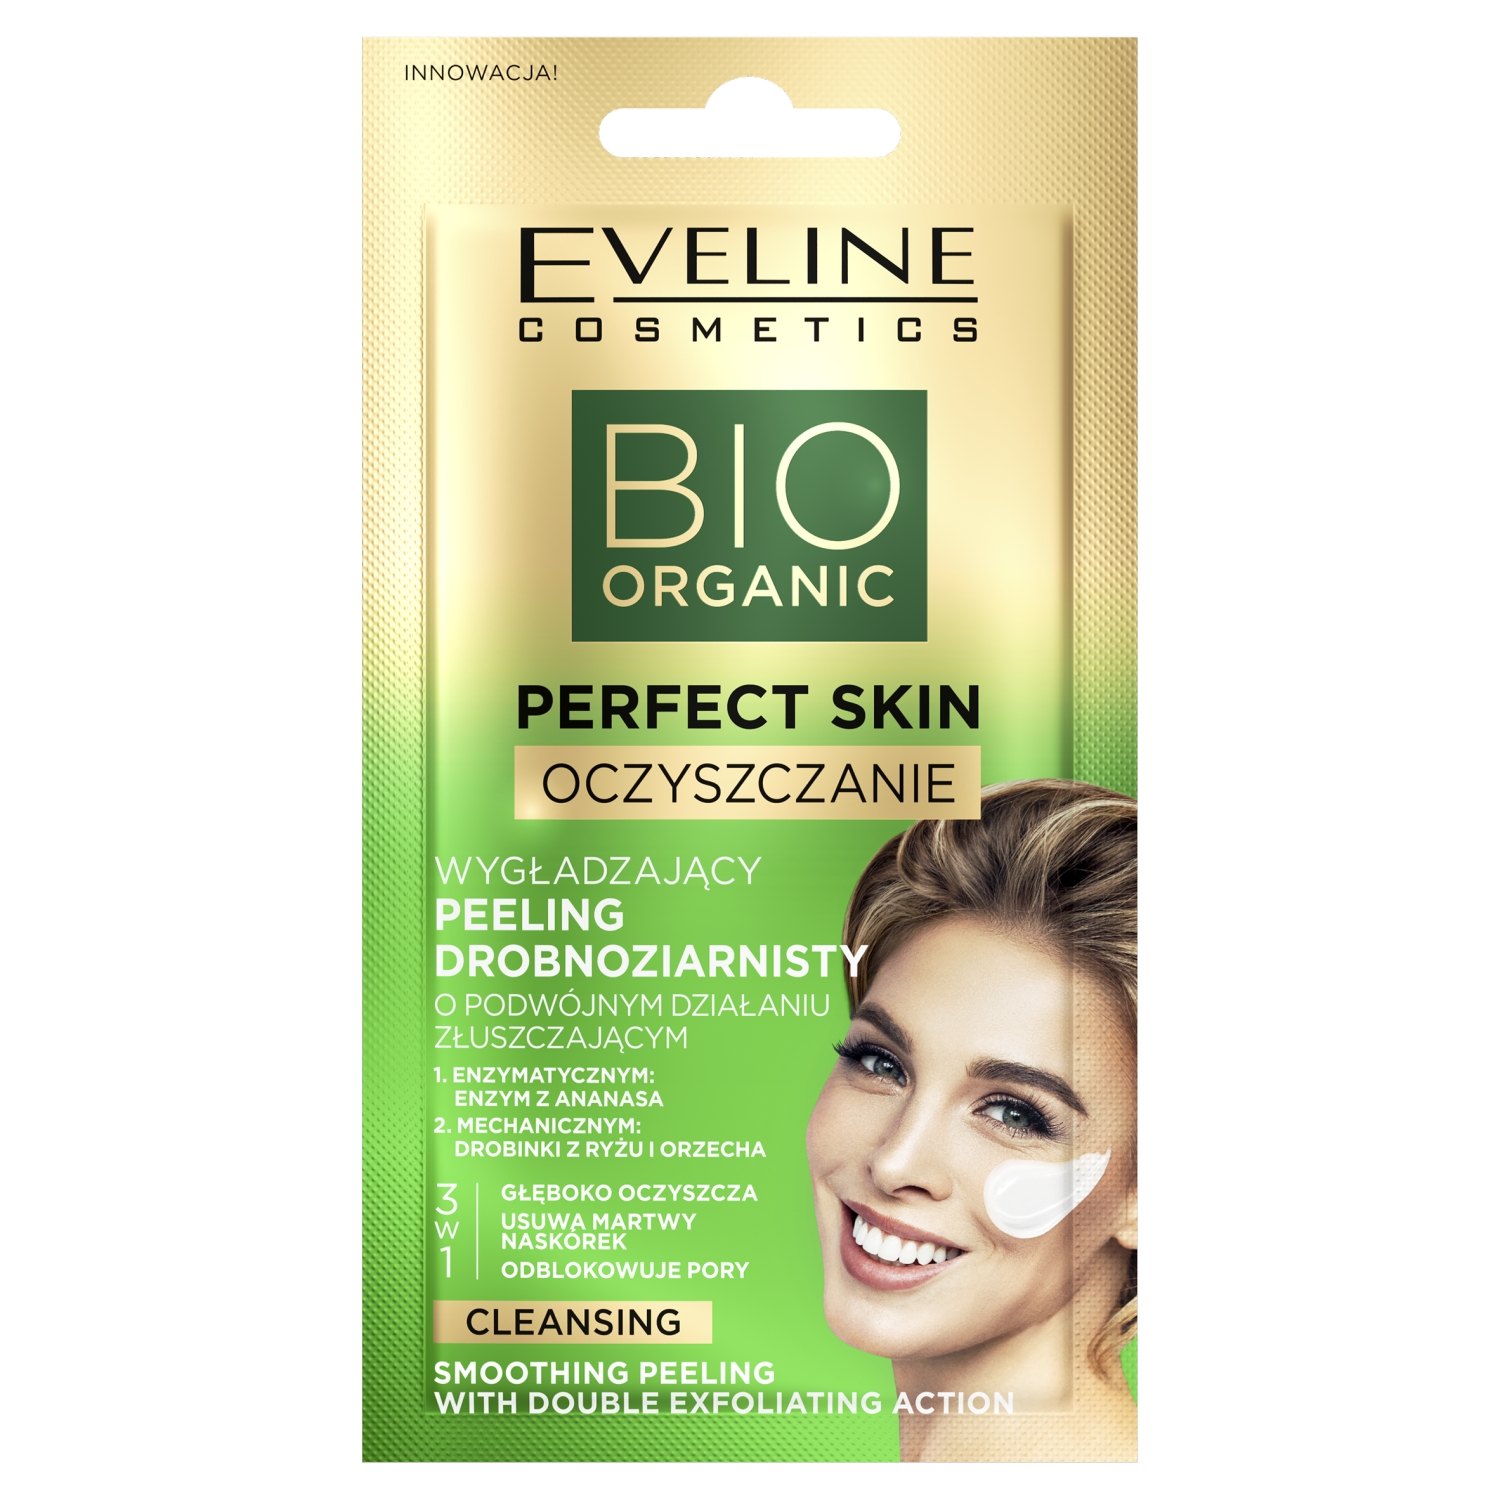 INNOWACJA!
EVELINE
COSMETICS
BIO
ORGANIC
PERFECT SKIN
OCZYSZCZANIE
WYGŁADZAJĄCY
PEELING
DROBNOZIARNISTY
O PODWÓJNYM DZIAŁANIU
ZŁUSZCZAJĄCYM
1. ENZYMATYCZNYM:
ENZYM Z ANANASA
2. MECHANICZNYM:
DROBINKI Z RYŻU I ORZECHA
3
W
1
GŁĘBOKO OCZYSZCZA
USUWA MARTWY
NASKÓREK
ODBLOKOWUJE PORY
CLEANSING
SMOOTHING PEELING
WITH DOUBLE EXFOLIATING ACTION